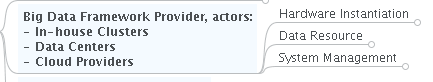 Big Data Framework Provider, actors:
- In-house Clusters
- Data Centers
- Cloud Providers
Hardware Instantiation
Data Resource
System Management